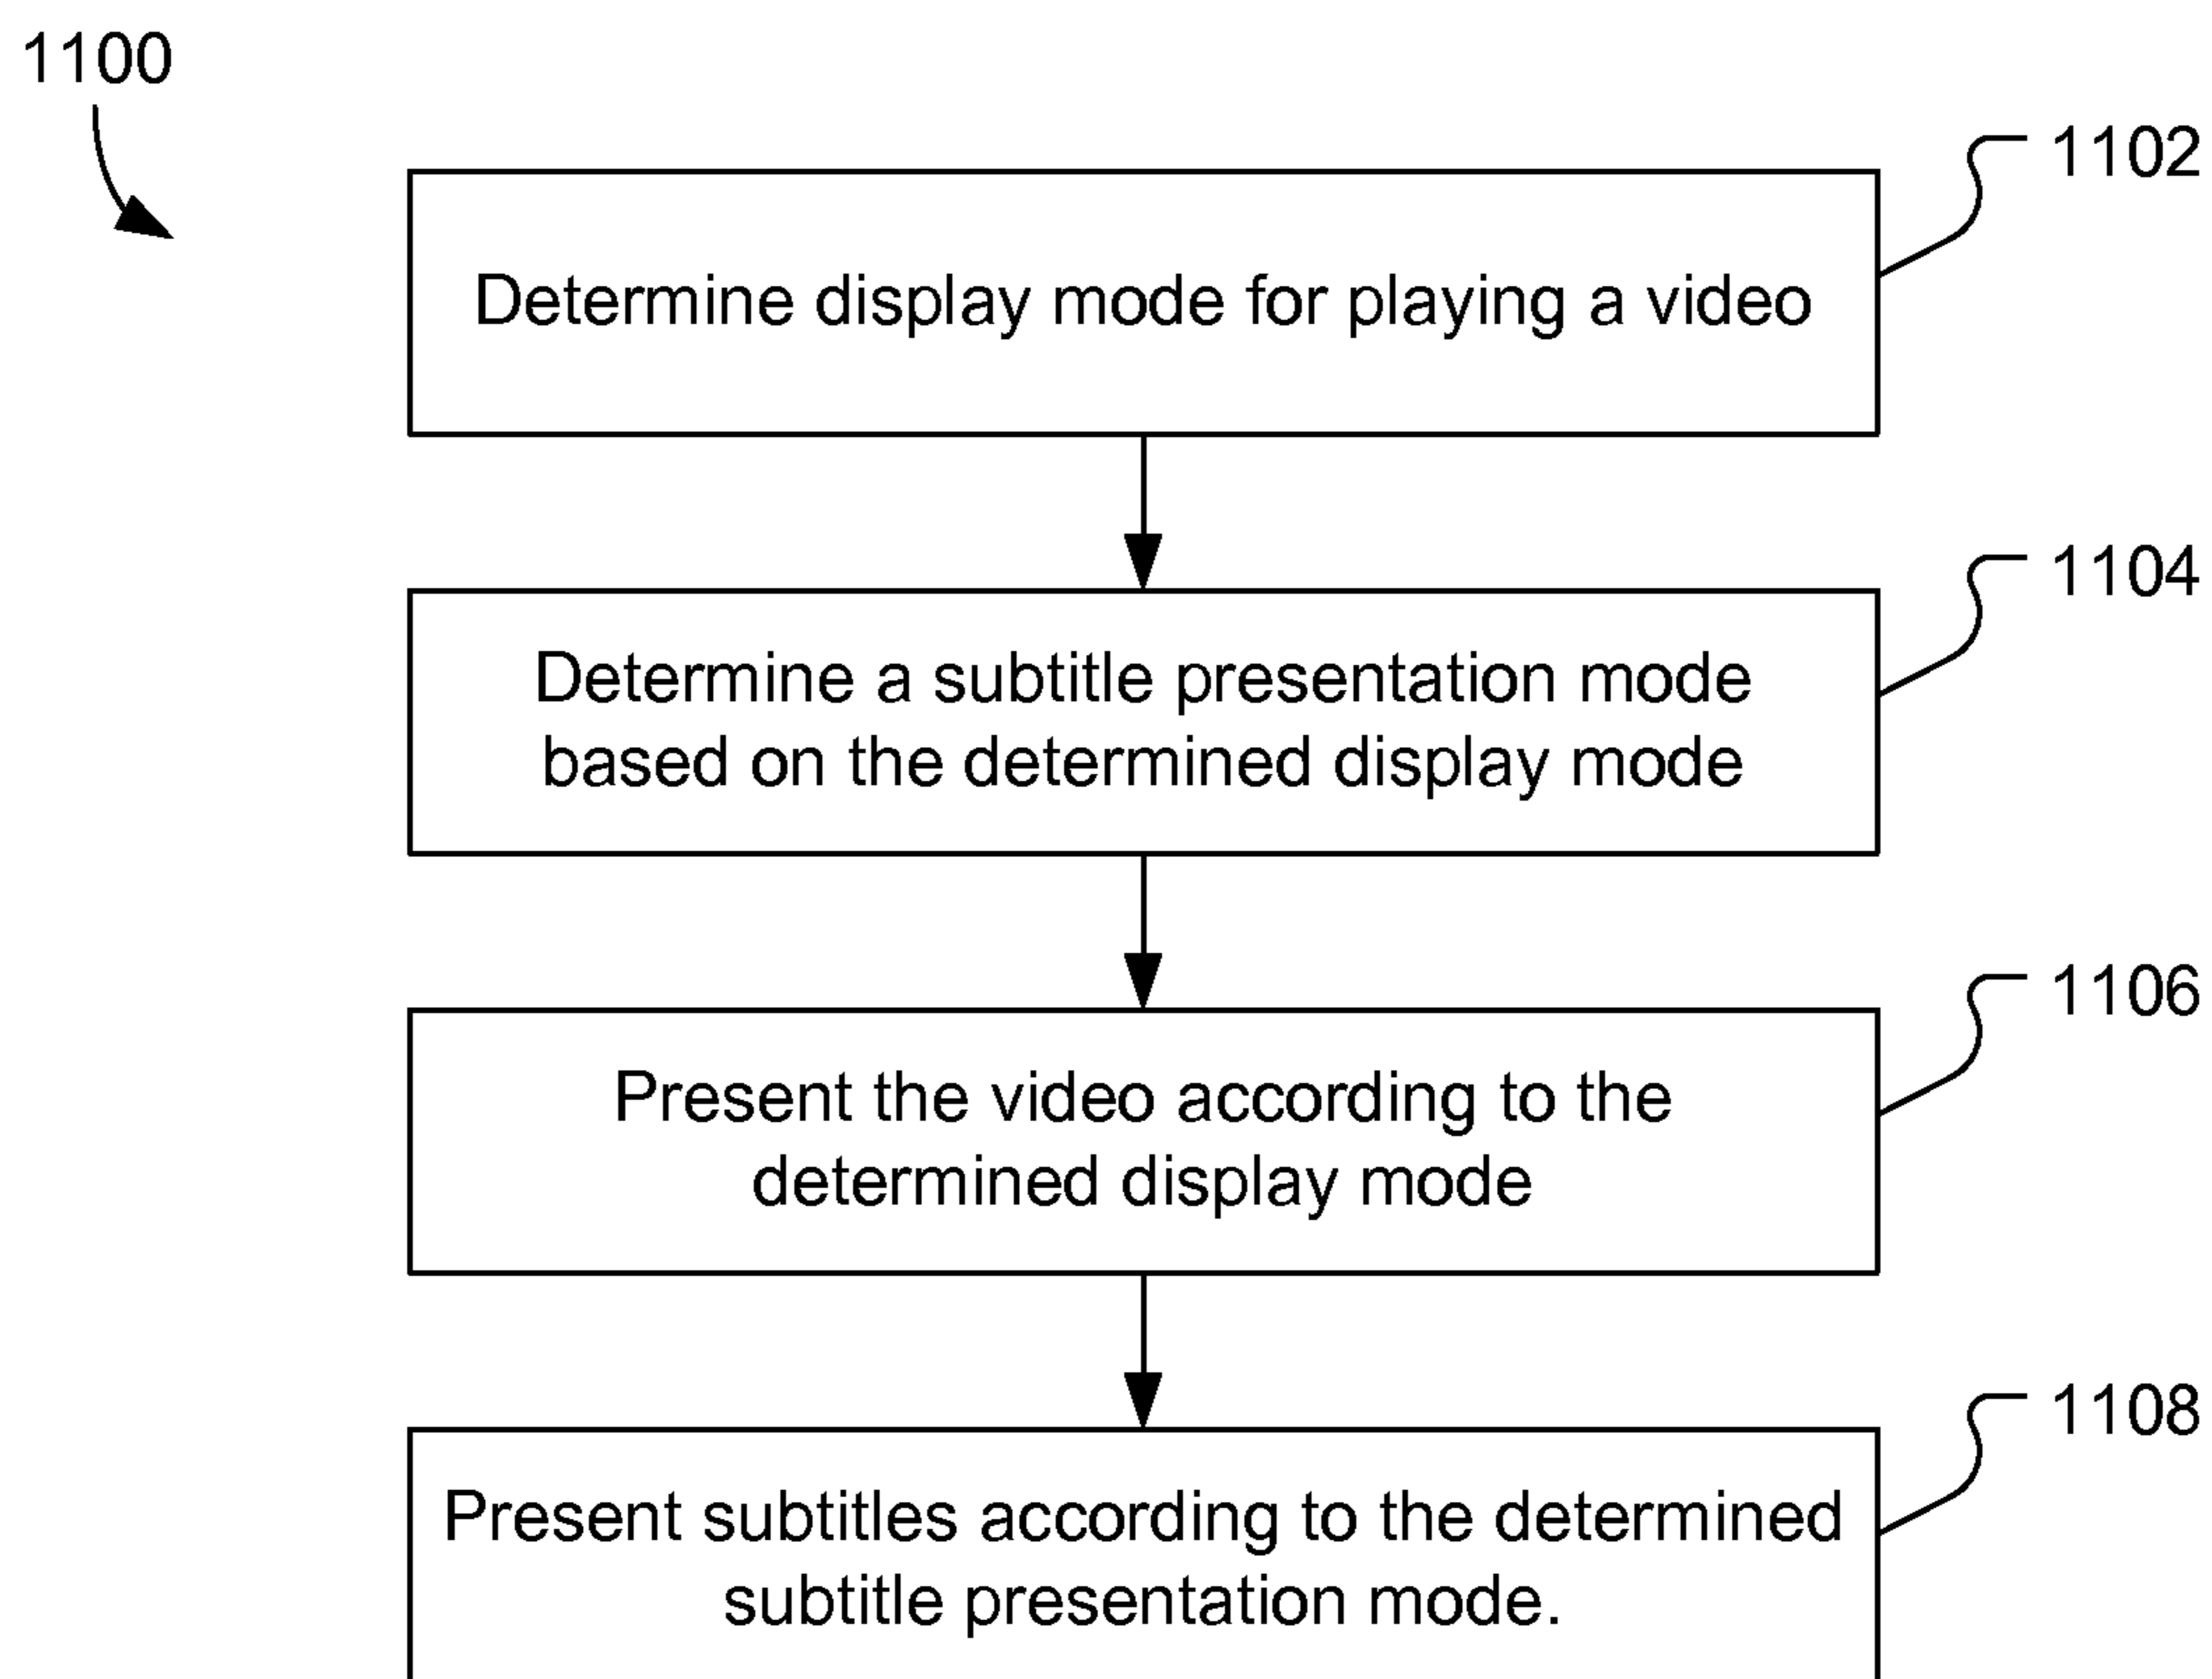 1100
1102
Determine display mode for playing a video
1104
Determine a subtitle presentation mode
based on the determined display mode
1106
Present the video according to the
determined display mode
1108
Present subtitles according to the determined
subtitle presentation mode.